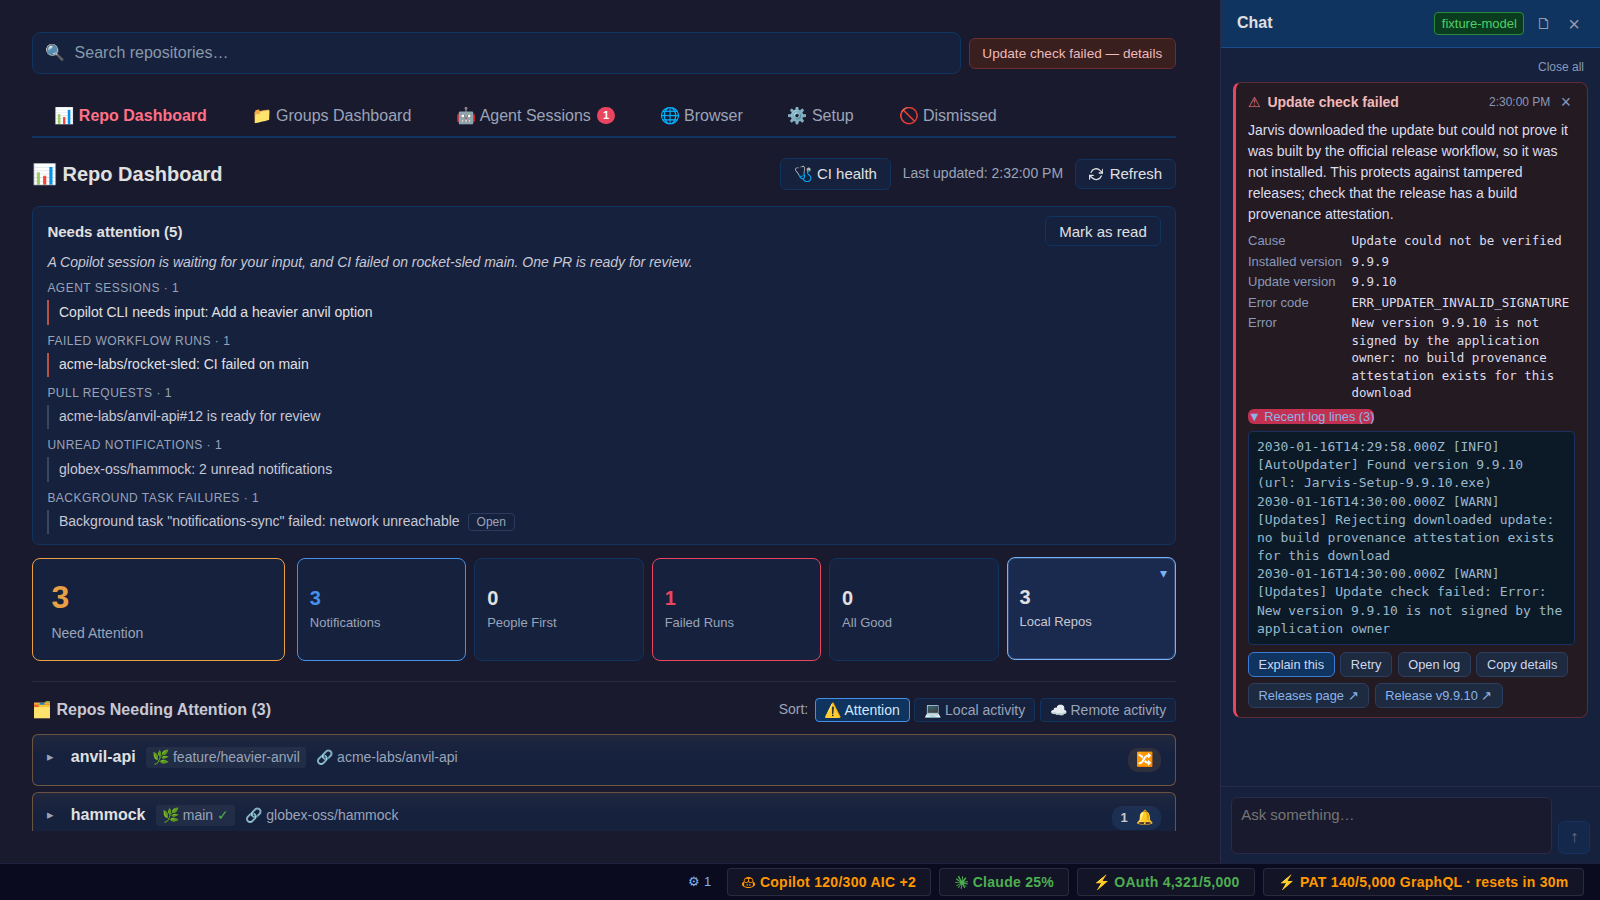 Search repositories…
Update check failed — details
Repo Dashboard
Groups Dashboard
Agent Sessions 1
Browser
Setup
Dismissed
Repo Dashboard
CI health
Last updated: 2:32:00 PM
Refresh
Needs attention (5)
Mark as read
A Copilot session is waiting for your input, and CI failed on rocket-sled main. One PR is ready for review.
AGENT SESSIONS · 1
Copilot CLI needs input: Add a heavier anvil option
FAILED WORKFLOW RUNS · 1
acme-labs/rocket-sled: CI failed on main
PULL REQUESTS · 1
acme-labs/anvil-api#12 is ready for review
UNREAD NOTIFICATIONS · 1
globex-oss/hammock: 2 unread notifications
BACKGROUND TASK FAILURES · 1
Background task "notifications-sync" failed: network unreachable Open
3
Need Attention
3
Notifications
0
People First
1
Failed Runs
0
All Good
3
Local Repos
Repos Needing Attention (3)
Sort:
Attention
Local activity
Remote activity
anvil-api
feature/heavier-anvil
acme-labs/anvil-api
hammock
main ✓
globex-oss/hammock
1
Chat
fixture-model
Close all
Update check failed
2:30:00 PM
Jarvis downloaded the update but could not prove it
was built by the official release workflow, so it was
not installed. This protects against tampered
releases; check that the release has a build
provenance attestation.
Cause Update could not be verified
Installed version 9.9.9
Update version 9.9.10
Error code ERR_UPDATER_INVALID_SIGNATURE
Error New version 9.9.10 is not
signed by the application
owner: no build provenance
attestation exists for this
download
▼ Recent log lines (3)
2030-01-16T14:29:58.000Z [INFO]
[AutoUpdater] Found version 9.9.10
(url: Jarvis-Setup-9.9.10.exe)
2030-01-16T14:30:00.000Z [WARN]
[Updates] Rejecting downloaded update:
no build provenance attestation exists
for this download
2030-01-16T14:30:00.000Z [WARN]
[Updates] Update check failed: Error:
New version 9.9.10 is not signed by the
application owner
Explain this
Retry
Open log
Copy details
Releases page ↗
Release v9.9.10 ↗
Ask something…
↑
1
Copilot 120/300 AIC +2
Claude 25%
OAuth 4,321/5,000
PAT 140/5,000 GraphQL · resets in 30m